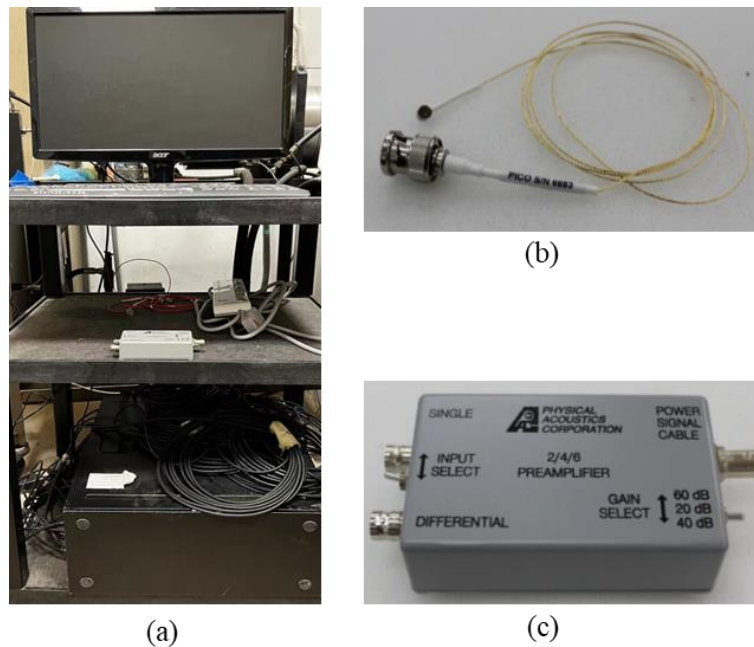 acer
(a)
PICO S/N 6683
(b)
SINGLE
PHYSICAL
ACOUSTICS
CORPORATION
POWER
SIGNAL
CABLE
INPUT
SELECT
2/4/6
PREAMPLIFIER
GAIN
SELECT
60 dB
20 dB
40 dB
DIFFERENTIAL
(c)